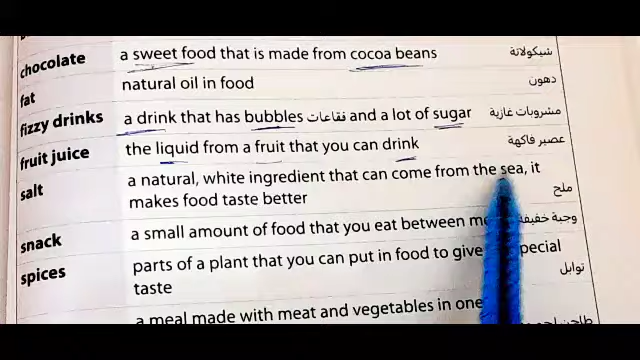 chocolate a sweet food that is made from cocoa beans شيكولاتة
fat natural oil in food دهون
fizzy drinks a drink that has bubbles فقاعات and a lot of sugar مشروبات غازية
fruit juice the liquid from a fruit that you can drink عصير فاكهة
salt a natural, white ingredient that can come from the sea, it
makes food taste better ملح
snack a small amount of food that you eat between وجبة خفيفة
spices parts of a plant that you can put in food to give special
taste توابل
a meal made with meat and vegetables in one